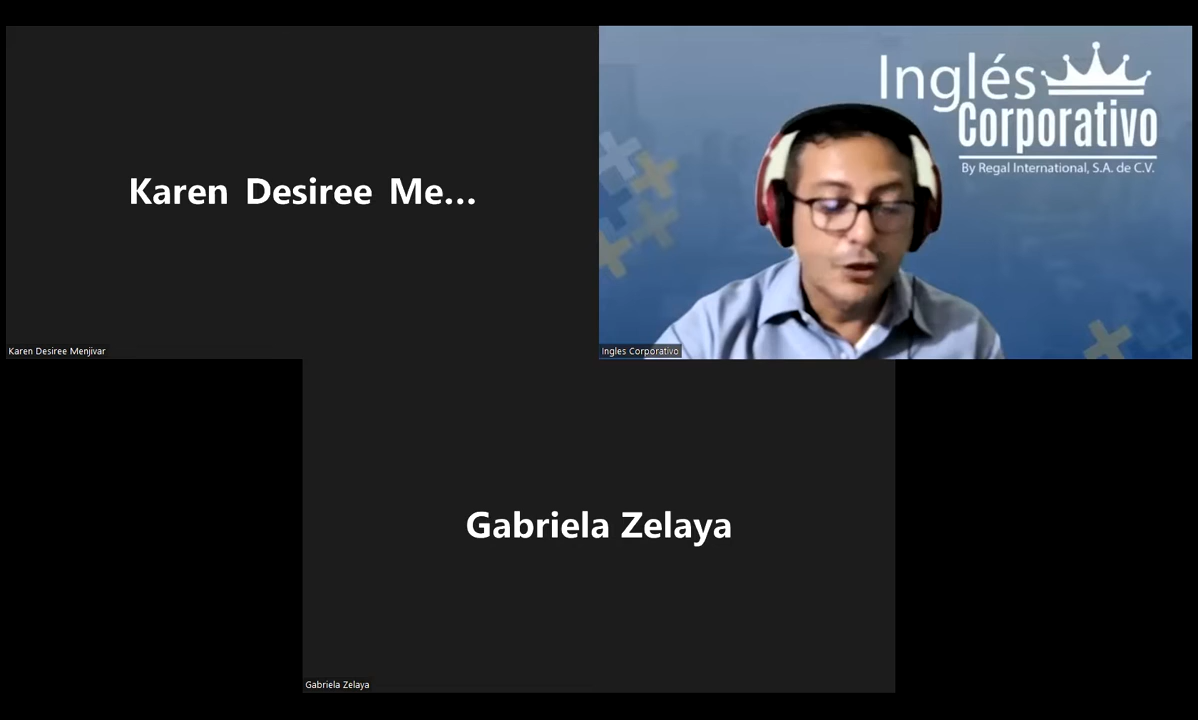 Karen Desiree Me...
Karen Desiree Menjivar
Inglés
Corporativo
By Regal International, S.A. de C.V.
Ingles Corporativo
Gabriela Zelaya
Gabriela Zelaya